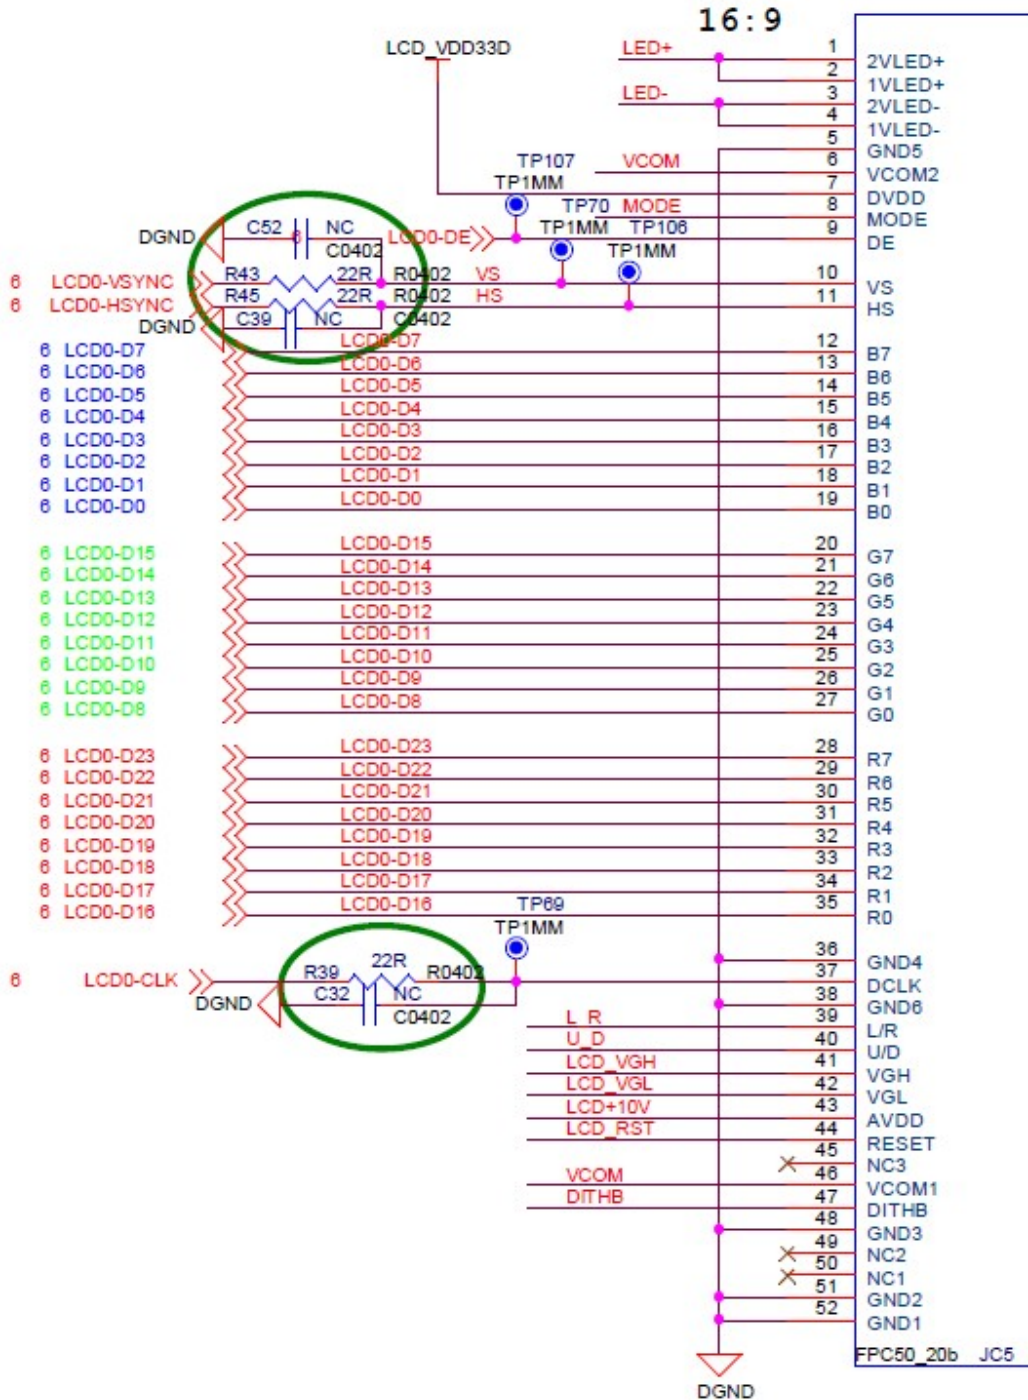 16:9
LCD_VDD33D
LED+ 1 2VLED+
2 1VLED+
LED- 3 2VLED-
4 1VLED-
5 GND5
TP107 VCOM 6 VCOM2
TP1MM 7 DVDD
TP70 MODE 8 MODE
C52 NC DGND C0402 6 LCD0-DE TP1MM TP106 9 DE
TP1MM
6 LCD0-VSYNC R43 22R R0402 VS 10 VS
6 LCD0-HSYNC R45 22R R0402 HS 11 HS
DGND C39 NC C0402
6 LCD0-D7 LCD0-D7 12 B7
6 LCD0-D6 LCD0-D6 13 B6
6 LCD0-D5 LCD0-D5 14 B5
6 LCD0-D4 LCD0-D4 15 B4
6 LCD0-D3 LCD0-D3 16 B3
6 LCD0-D2 LCD0-D2 17 B2
6 LCD0-D1 LCD0-D1 18 B1
6 LCD0-D0 LCD0-D0 19 B0
6 LCD0-D15 LCD0-D15 20 G7
6 LCD0-D14 LCD0-D14 21 G6
6 LCD0-D13 LCD0-D13 22 G5
6 LCD0-D12 LCD0-D12 23 G4
6 LCD0-D11 LCD0-D11 24 G3
6 LCD0-D10 LCD0-D10 25 G2
6 LCD0-D9 LCD0-D9 26 G1
6 LCD0-D8 LCD0-D8 27 G0
6 LCD0-D23 LCD0-D23 28 R7
6 LCD0-D22 LCD0-D22 29 R6
6 LCD0-D21 LCD0-D21 30 R5
6 LCD0-D20 LCD0-D20 31 R4
6 LCD0-D19 LCD0-D19 32 R3
6 LCD0-D18 LCD0-D18 33 R2
6 LCD0-D17 LCD0-D17 34 R1
6 LCD0-D16 LCD0-D16 TP69 35 R0
TP1MM
36 GND4
6 LCD0-CLK R39 22R R0402 37 DCLK
DGND C32 NC C0402 38 GND6
L_R 39 L/R
U_D 40 U/D
LCD_VGH 41 VGH
LCD_VGL 42 VGL
LCD+10V 43 AVDD
LCD_RST 44 RESET
45 NC3
VCOM 46 VCOM1
DITHB 47 DITHB
48 GND3
49 NC2
50 NC1
51 GND2
52 GND1
FPC50_20b JC5
DGND